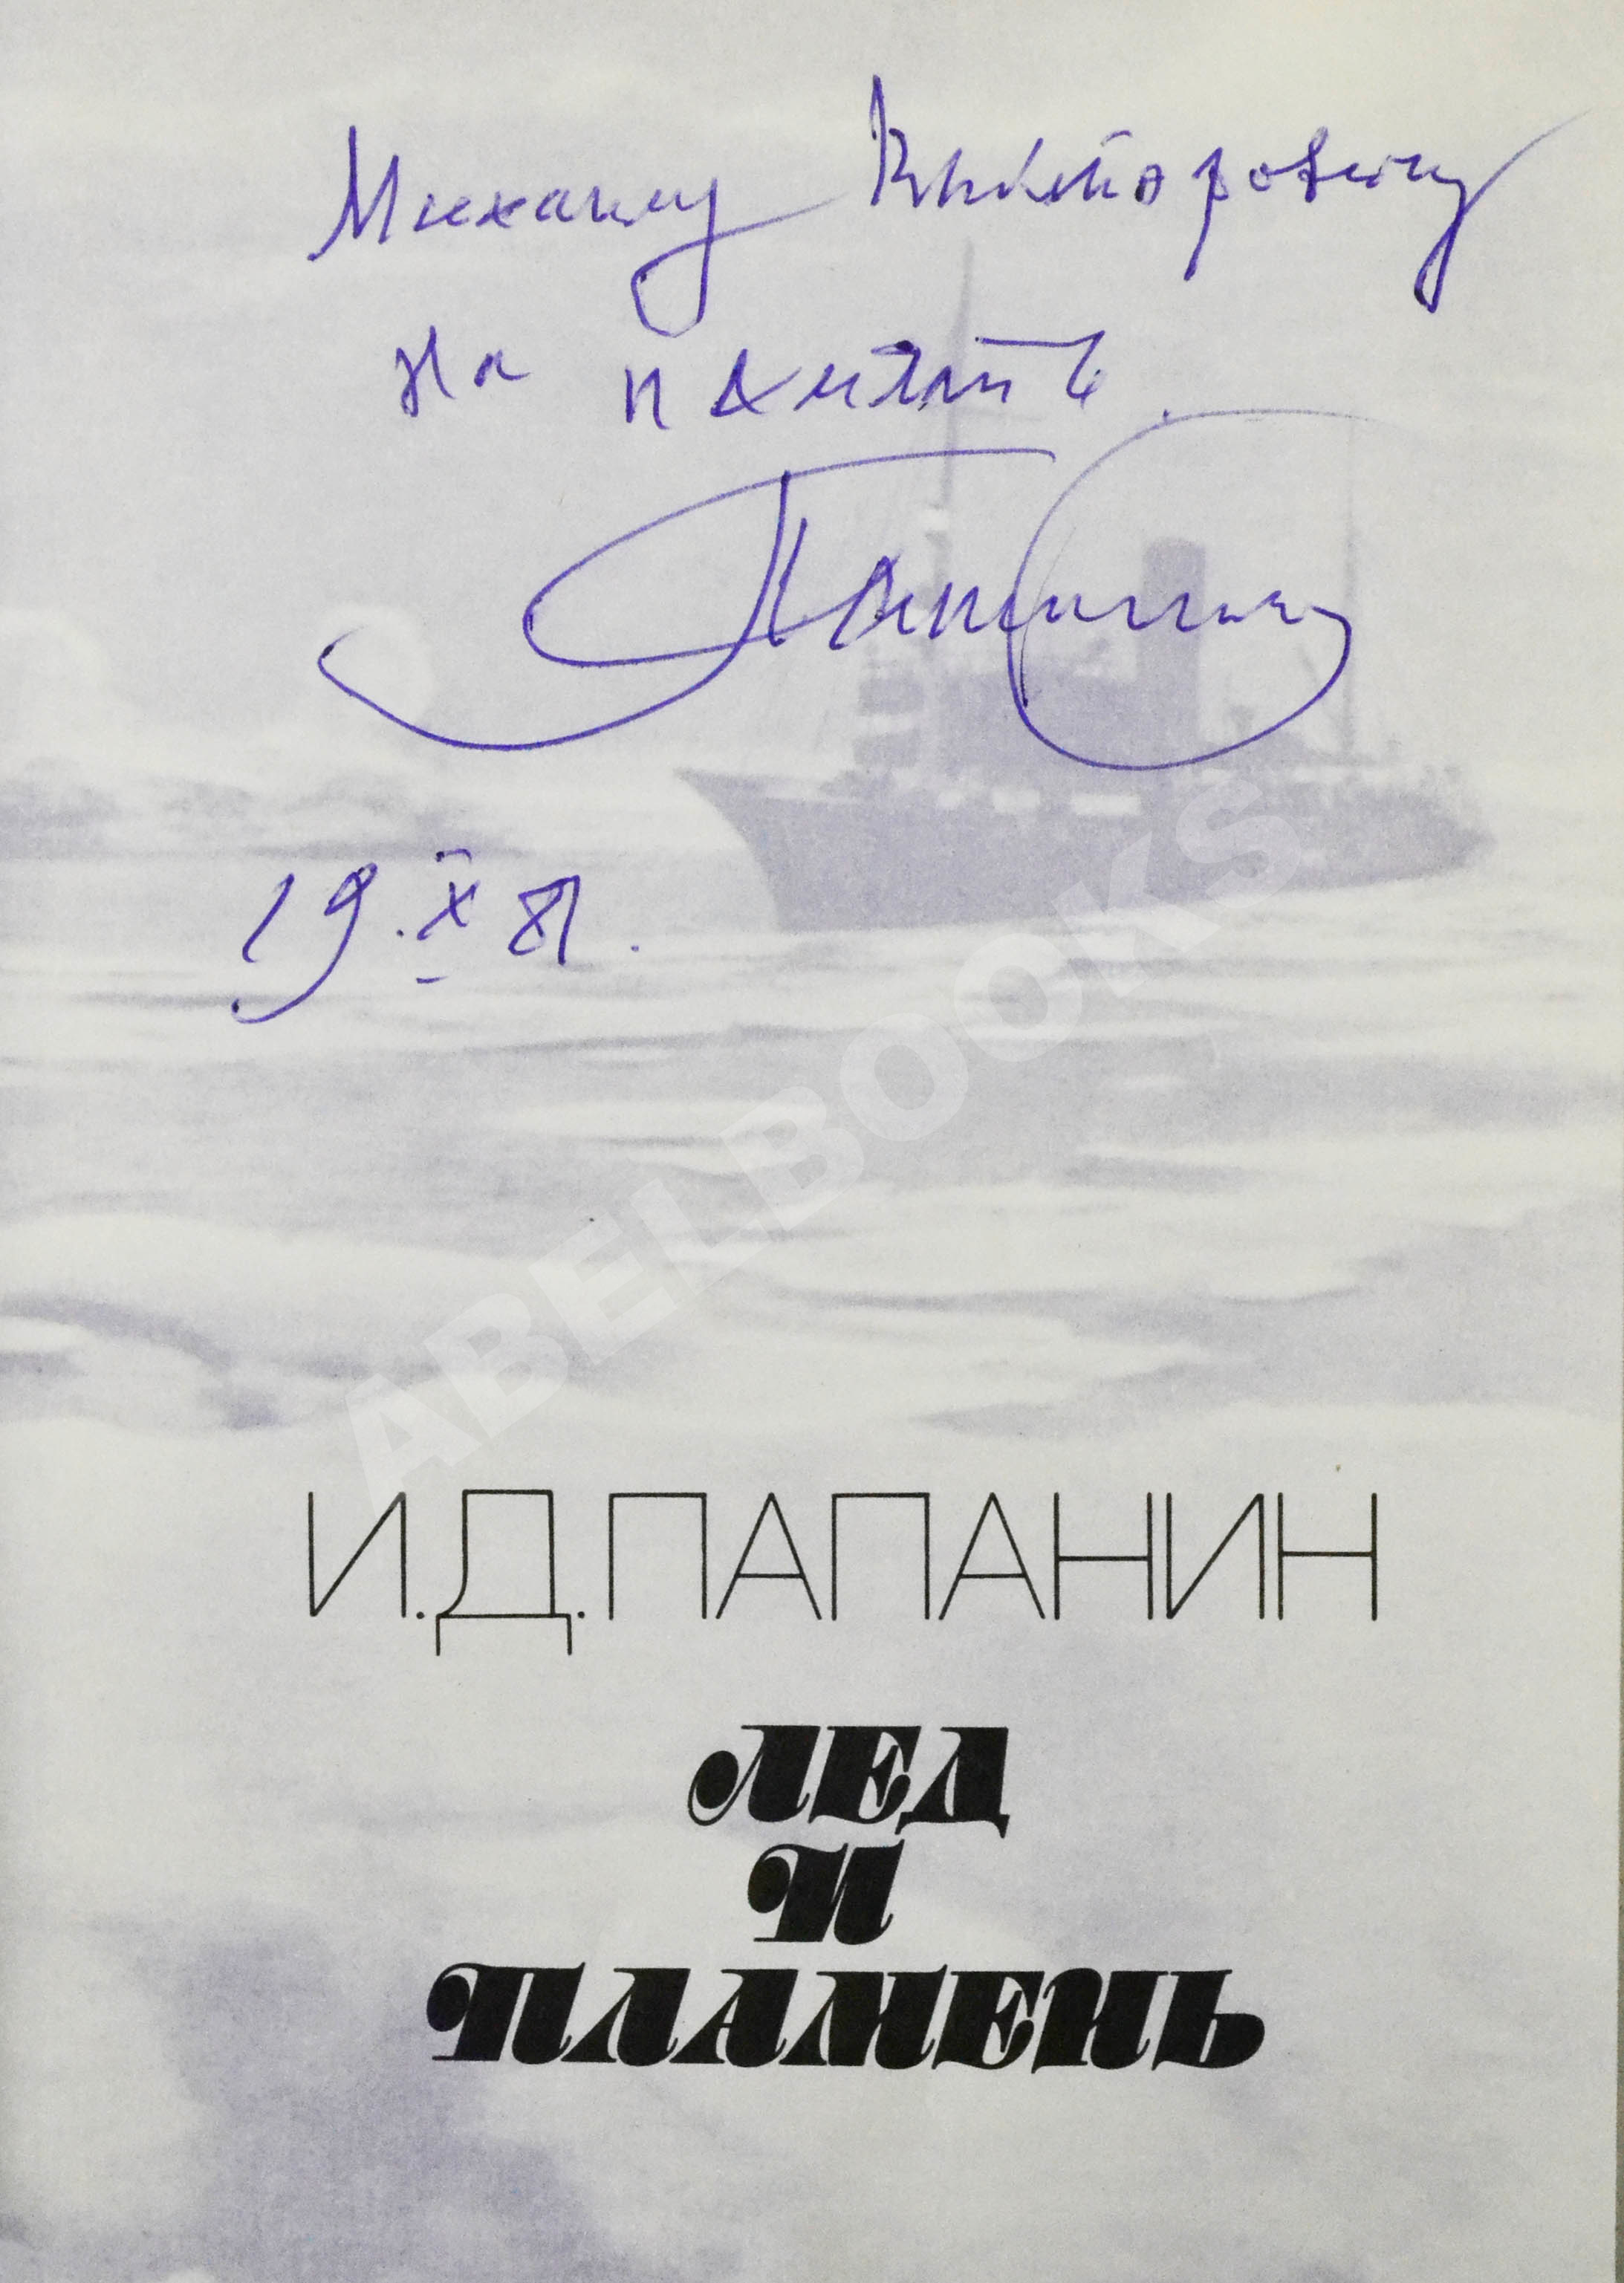 Михаилу Викторовичу
на память.
Папанин
19.X 81.
ABELBOOKS
И.Д.ПАПАНИН
ЛЕД
И
ПЛАМЕНЬ